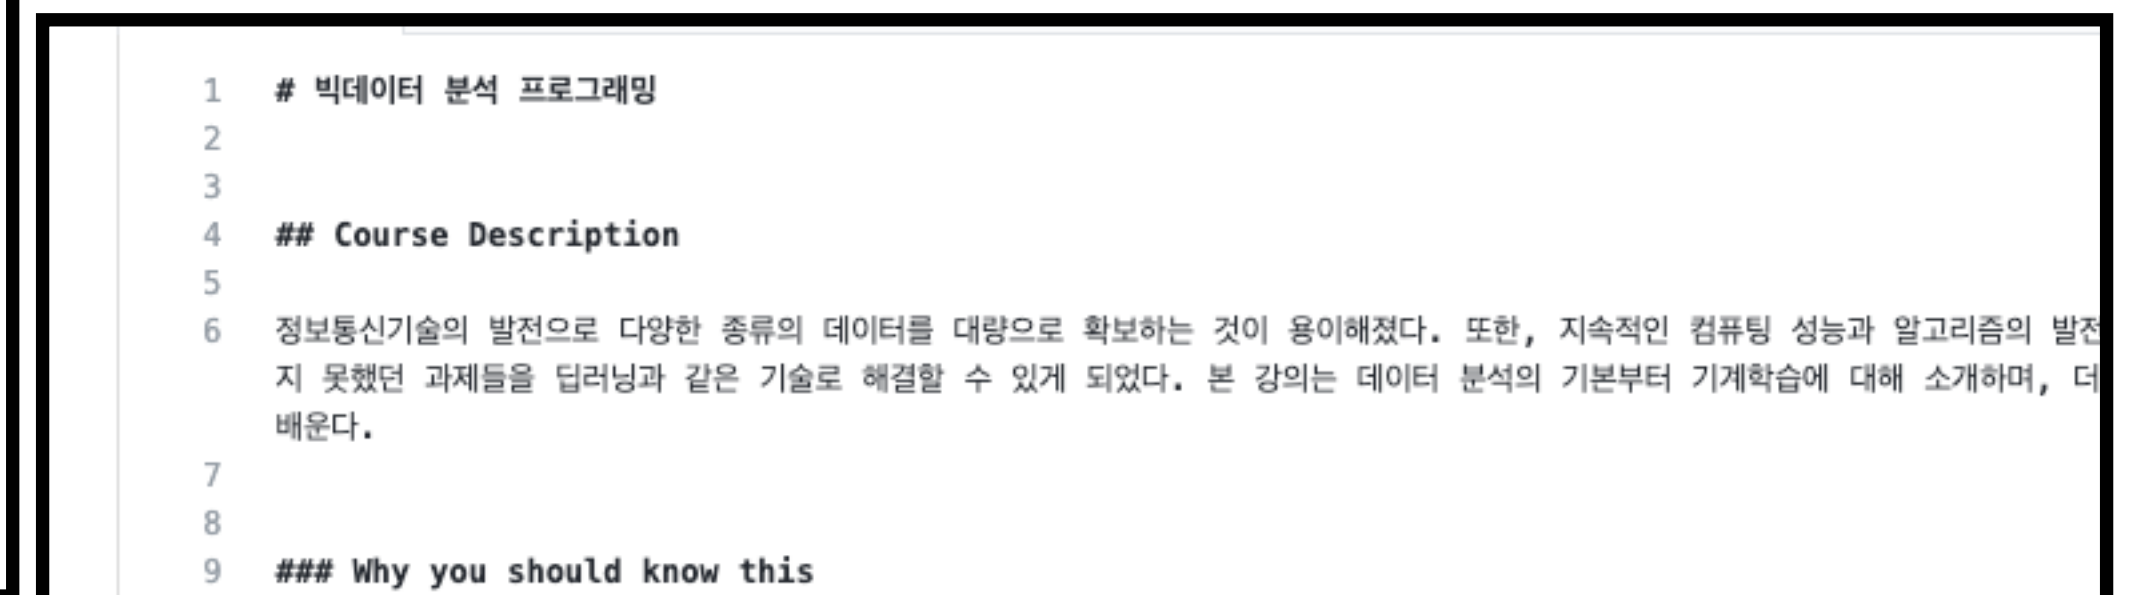 1 # 빅데이터 분석 프로그래밍
2
3
4 ## Course Description
5
6 정보통신기술의 발전으로 다양한 종류의 데이터를 대량으로 확보하는 것이 용이해졌다. 또한, 지속적인 컴퓨팅 성능과 알고리즘의 발전
지 못했던 과제들을 딥러닝과 같은 기술로 해결할 수 있게 되었다. 본 강의는 데이터 분석의 기본부터 기계학습에 대해 소개하며, 더
배운다.
7
8
9 ### Why you should know this